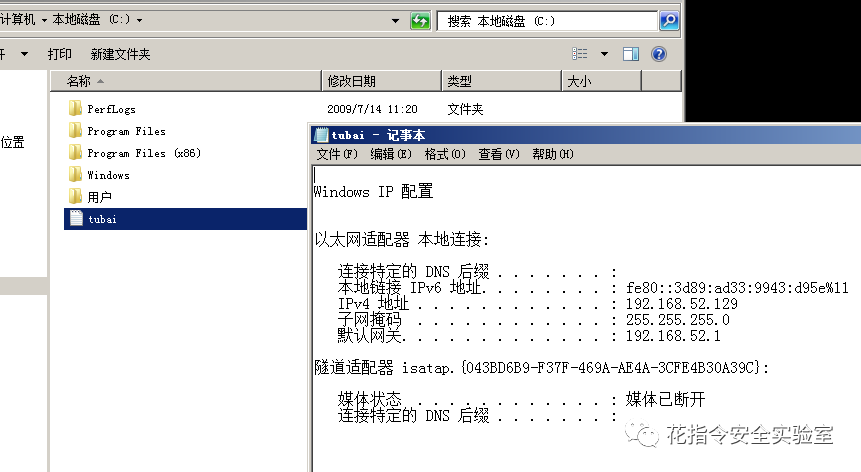 计算机 ▾ 本地磁盘 (C:) ▾
搜索 本地磁盘 (C:)
打印 新建文件夹
名称 修改日期 类型 大小
PerfLogs 2009/7/14 11:20 文件夹
Program Files
Program Files (x86)
Windows
用户
tubai
位置
tubai - 记事本
文件(F) 编辑(E) 格式(O) 查看(V) 帮助(H)
Windows IP 配置
以太网适配器 本地连接:
连接特定的 DNS 后缀 . . . . . . . :
本地链接 IPv6 地址. . . . . . . . : fe80::3d89:ad33:9943:d95e%11
IPv4 地址 . . . . . . . . . . . . : 192.168.52.129
子网掩码 . . . . . . . . . . . . : 255.255.255.0
默认网关. . . . . . . . . . . . . : 192.168.52.1
隧道适配器 isatap.{043BD6B9-F37F-469A-AE4A-3CFE4B30A39C}:
媒体状态 . . . . . . . . . . . . : 媒体已断开
连接特定的 DNS 后缀 . . . . . . . :
花指令安全实验室